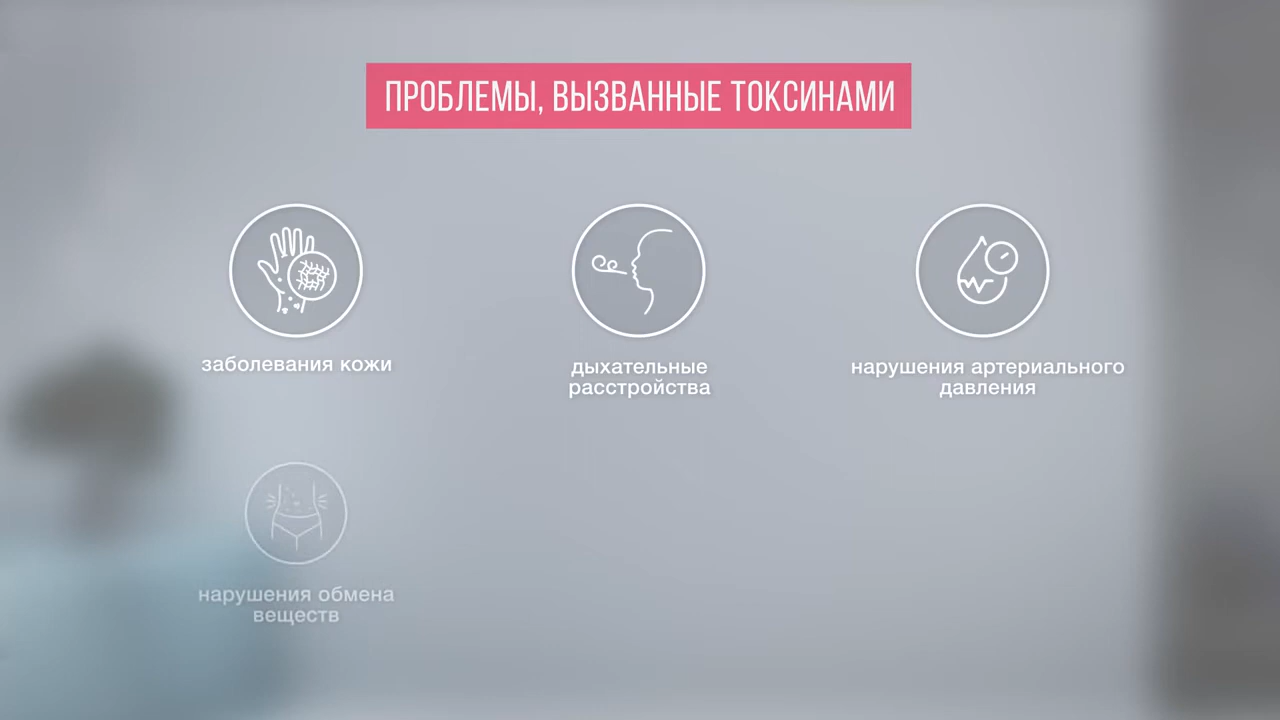 ПРОБЛЕМЫ, ВЫЗВАННЫЕ ТОКСИНАМИ
заболевания кожи
дыхательные
расстройства
нарушения артериального
давления
нарушения обмена
веществ